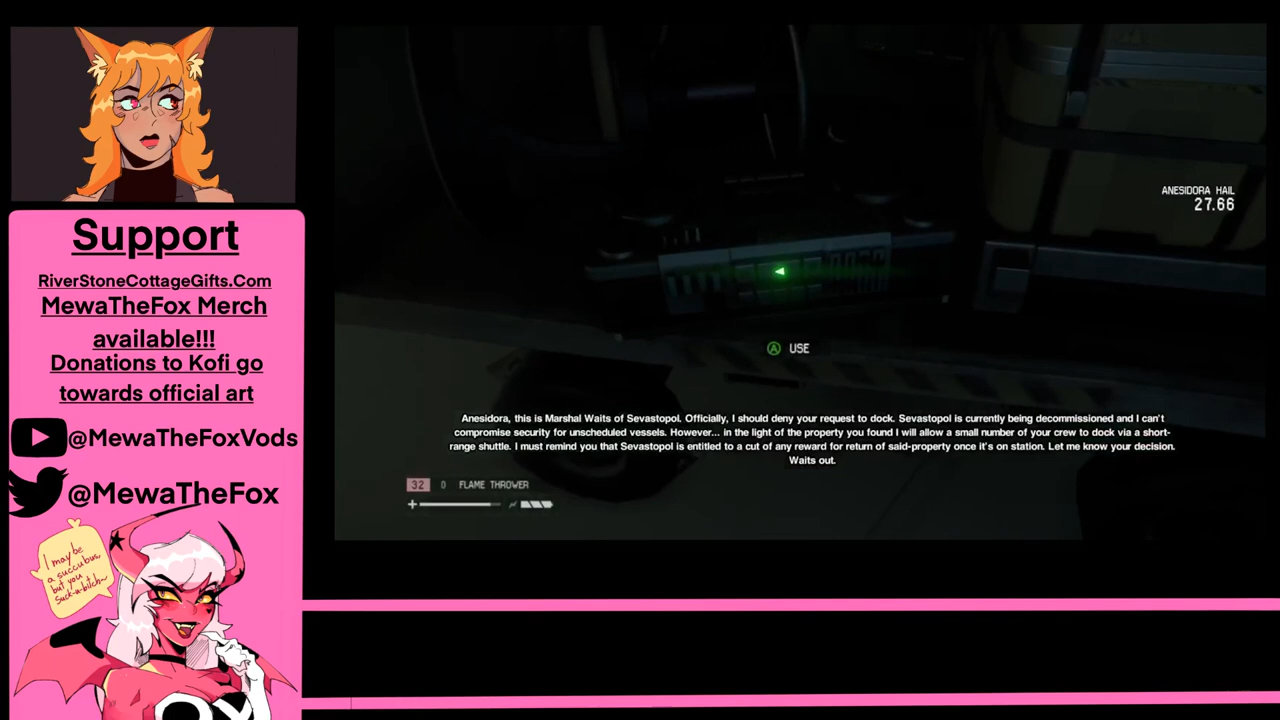 Support
RiverStoneCottageGifts.Com
MewaTheFox Merch
available!!!
Donations to Kofi go
towards official art
@MewaTheFoxVods
@MewaTheFox
I may be
a succubus,
but you
suck-a-bitch~
ANESIDORA HAIL
27.66
A USE
Anesidora, this is Marshal Waits of Sevastopol. Officially, I should deny your request to dock. Sevastopol is currently being decommissioned and I can't
compromise security for unscheduled vessels. However... in the light of the property you found I will allow a small number of your crew to dock via a short-
range shuttle. I must remind you that Sevastopol is entitled to a cut of any reward for return of said-property once it's on station. Let me know your decision.
Waits out.
32 0 FLAME THROWER